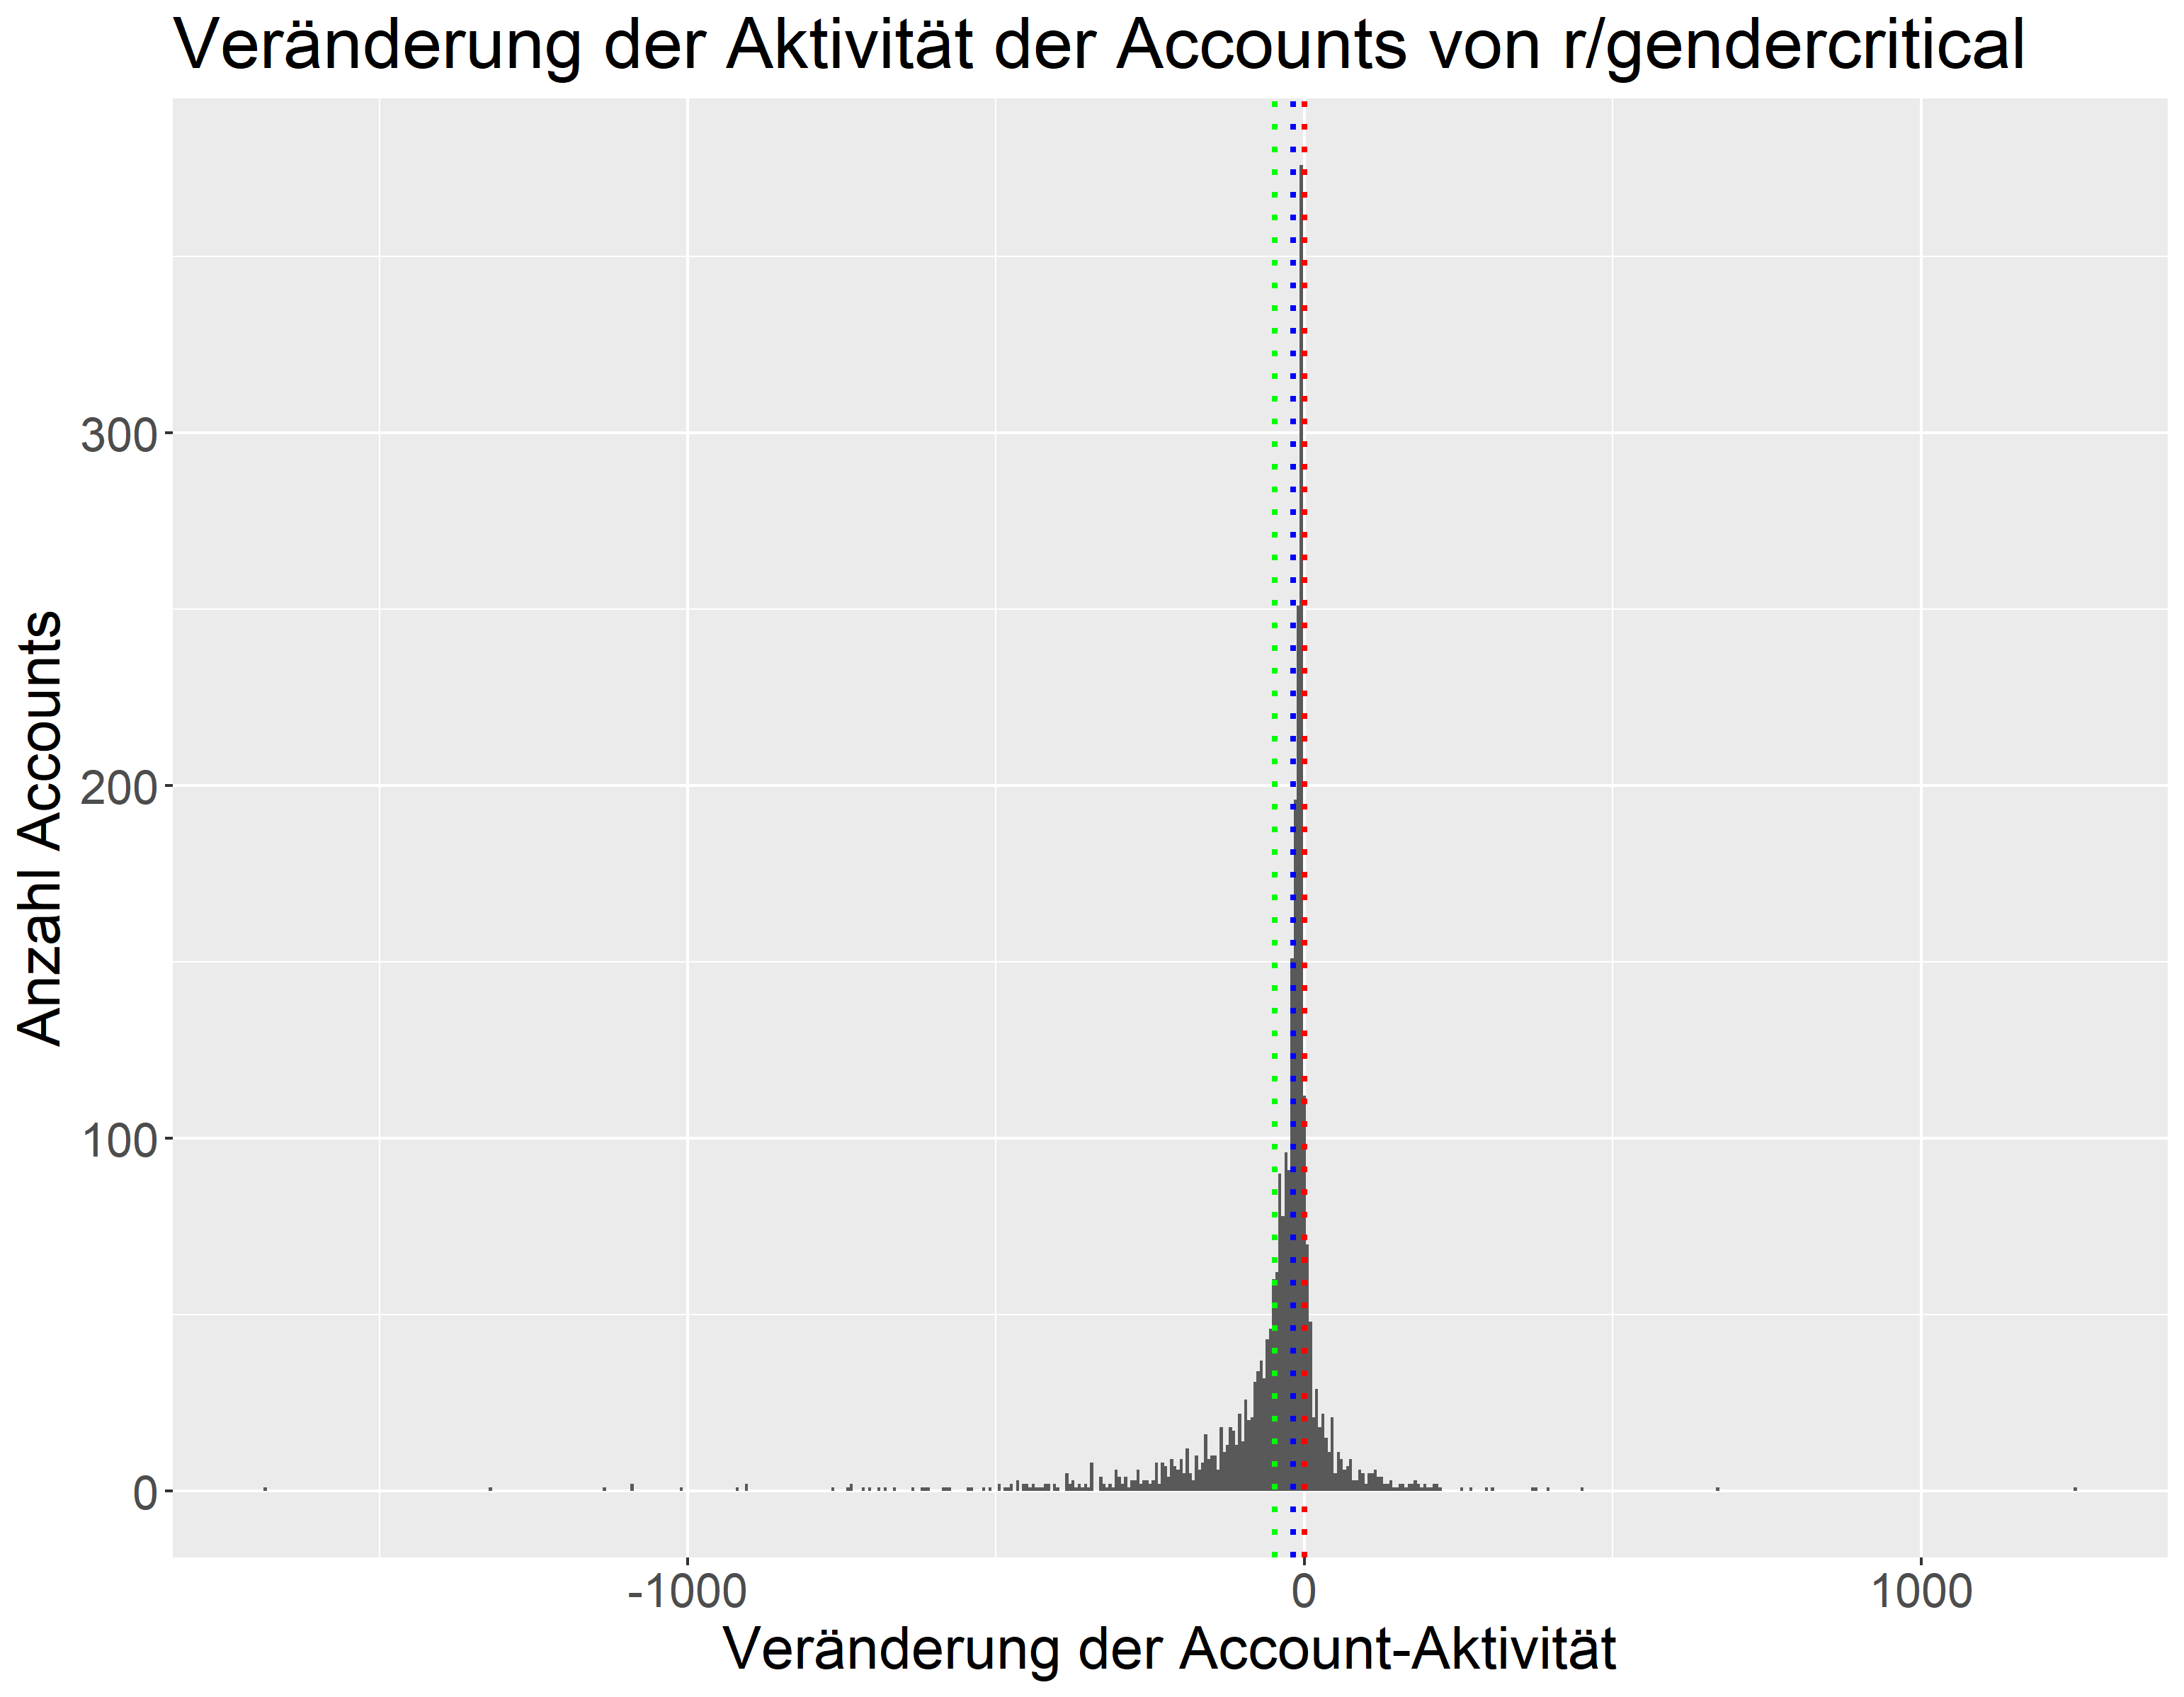 Veränderung der Aktivität der Accounts von r/gendercritical
Anzahl Accounts
300
200
100
0
-1000
0
1000
Veränderung der Account-Aktivität